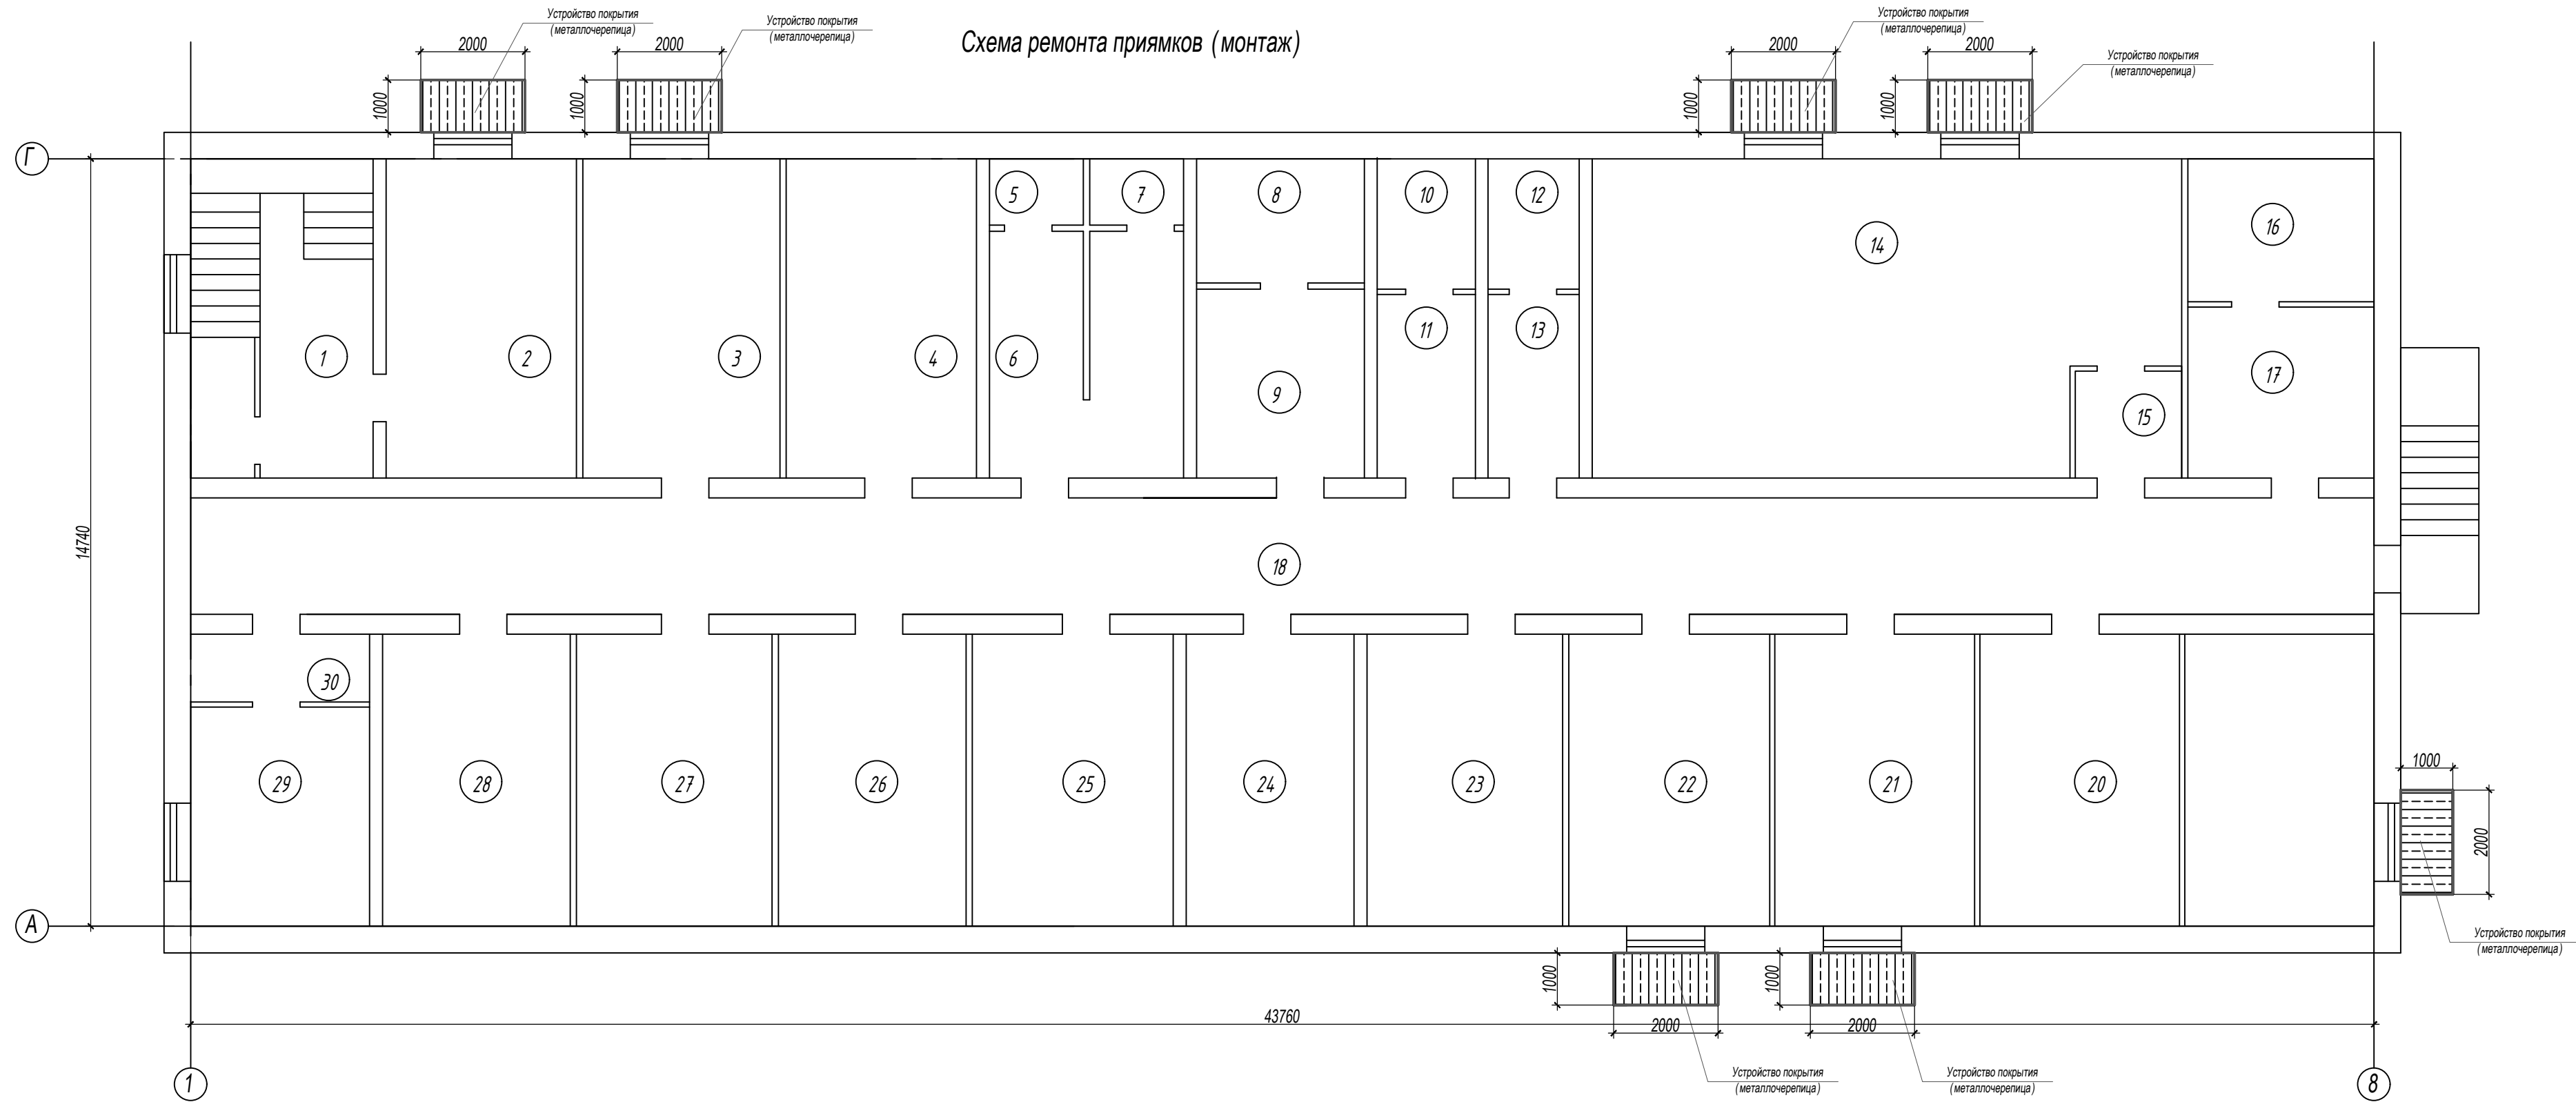 Схема ремонта приямков (монтаж)
Устройство покрытия
(металлочерепица)
Устройство покрытия
(металлочерепица)
Устройство покрытия
(металлочерепица)
Устройство покрытия
(металлочерепица)
2000
2000
2000
2000
1000
1000
1000
1000
Г
5
7
8
10
12
14
16
1
2
3
4
6
9
11
13
15
17
14740
18
30
29
28
27
26
25
24
23
22
21
20
1000
2000
Устройство покрытия
(металлочерепица)
А
1000
1000
43760
2000
2000
Устройство покрытия
(металлочерепица)
Устройство покрытия
(металлочерепица)
1
8